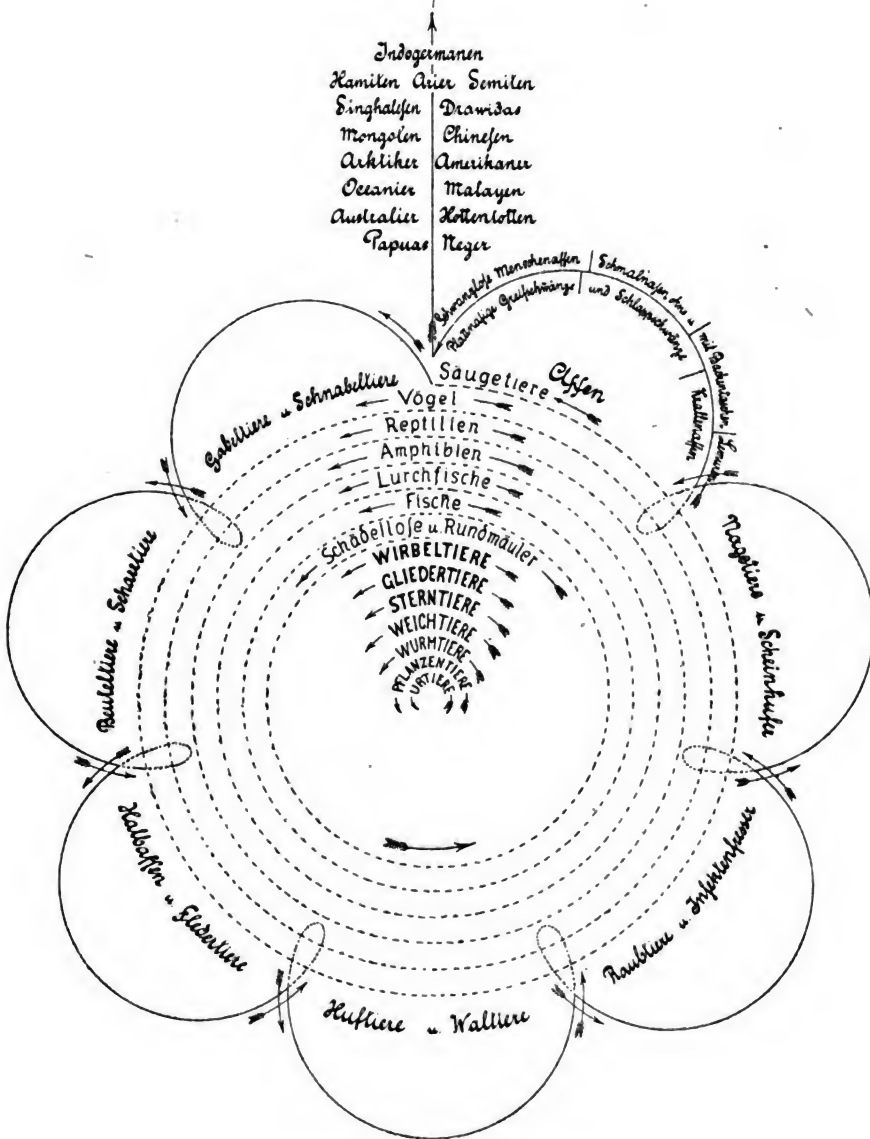 Indogermanen
Hamiten Arier Semiten
Singhalesen Drawidas
Mongolen Chinesen
Arktiker Amerikaner
Oceanier Malayen
Australier Hottentotten
Papuas Neger
Schwanzlose Menschenaffen
Schmalnasen ohne u.
mit Backentaschen
Plattnasige Greifschwänze
und Schlappschwänze
Krallenaffen
Lemuren
Affen
Säugetiere
Gabeltiere u Schnabeltiere
Vögel
Reptilien
Amphibien
Lurchfische
Fische
Schädellose u. Rundmäuler
WIRBELTIERE
GLIEDERTIERE
STERNTIERE
WEICHTIERE
WURMTIERE
PFLANZENTIERE
URTIERE
Beuteltiere u Scharrtiere
Nagetiere u Scheinhufer
Halbaffen u. Fledertiere
Raubtiere u. Insektenfresser
Huftiere u. Waltiere